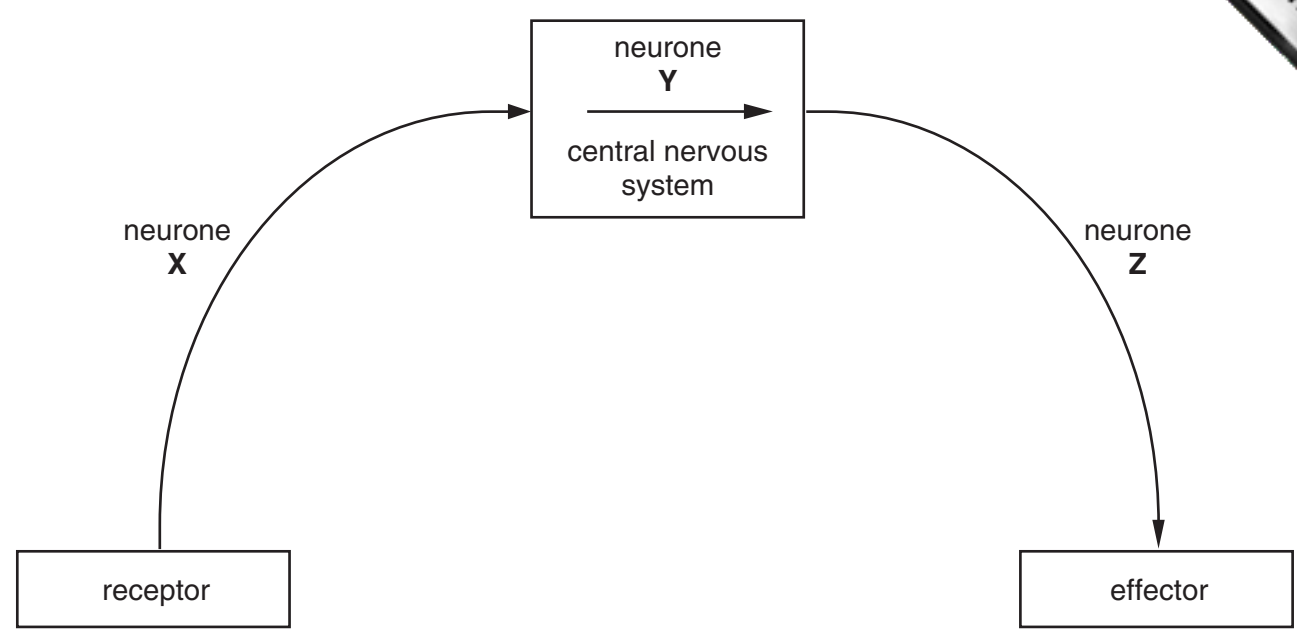 neurone
Y
central nervous
system
neurone
X
neurone
Z
receptor
effector